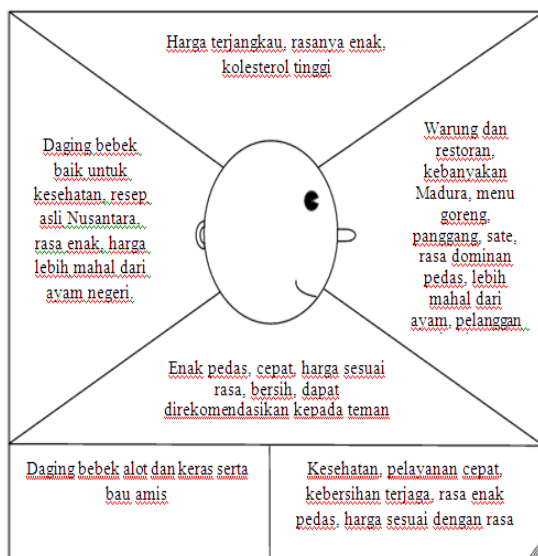 Harga terjangkau, rasanya enak,
kolesterol tinggi
Daging bebek
baik untuk
kesehatan, resep
asli Nusantara,
rasa enak, harga
lebih mahal dari
ayam negeri.
Warung dan
restoran,
kebanyakan
Madura, menu
goreng,
panggang, sate,
rasa dominan
pedas, lebih
mahal dari
ayam, pelanggan
Enak pedas, cepat, harga sesuai
rasa, bersih, dapat
direkomendasikan kepada teman
Daging bebek alot dan keras serta
bau amis
Kesehatan, pelayanan cepat,
kebersihan terjaga, rasa enak
pedas, harga sesuai dengan rasa